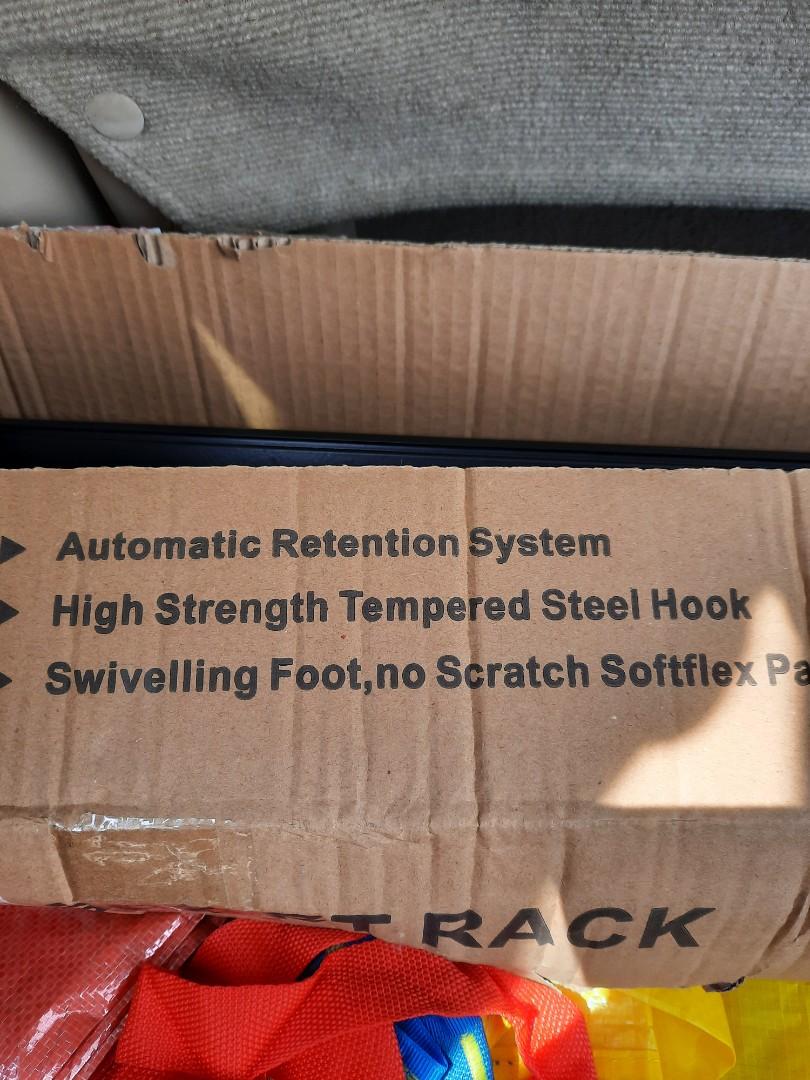 Automatic Retention System
High Strength Tempered Steel Hook
Swivelling Foot,no Scratch Softflex
RACK